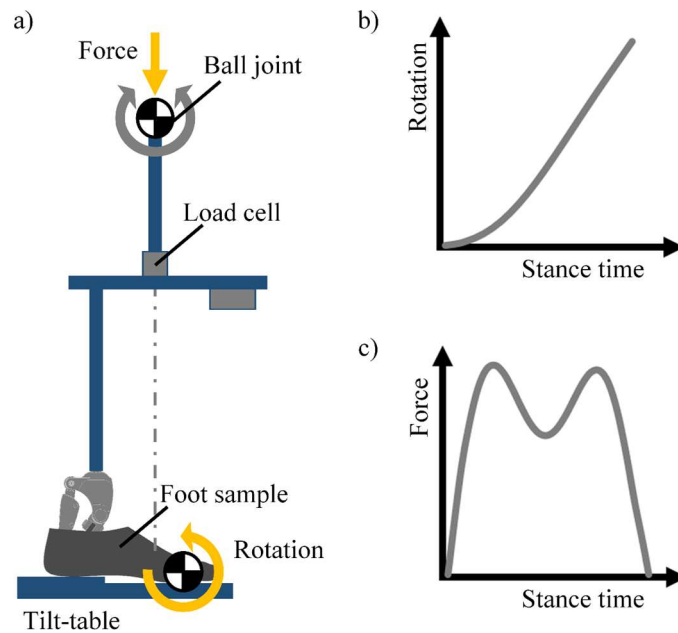 a)
Force
Ball joint
Load cell
Foot sample
Rotation
Tilt-table
b)
Rotation
Stance time
c)
Force
Stance time